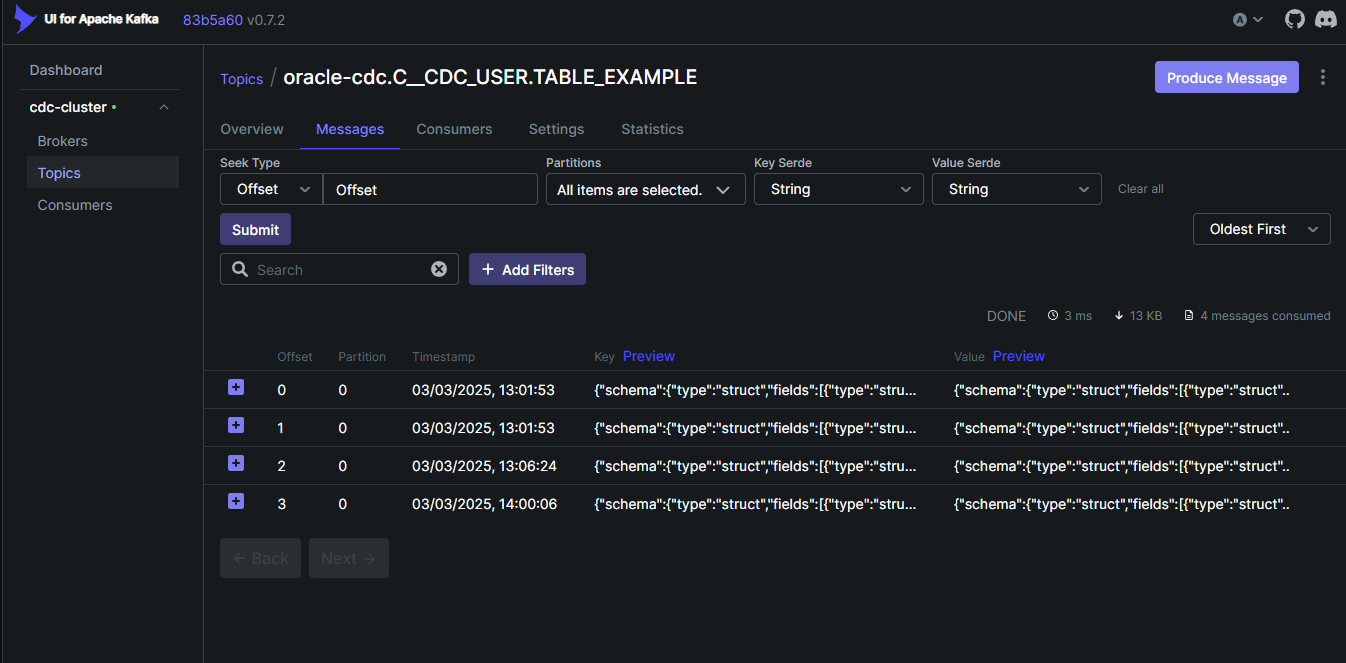 UI for Apache Kafka 83b5a60 v0.7.2 A
Dashboard
cdc-cluster
Brokers
Topics
Consumers
Topics / oracle-cdc.C__CDC_USER.TABLE_EXAMPLE Produce Message
Overview Messages Consumers Settings Statistics
Seek Type Partitions Key Serde Value Serde
Offset Offset All items are selected. String String Clear all
Submit Oldest First
Search + Add Filters
DONE 3 ms 13 KB 4 messages consumed
Offset Partition Timestamp Key Preview Value Preview
0 0 03/03/2025, 13:01:53 {"schema":{"type":"struct","fields":[{"type":"stru... {"schema":{"type":"struct","fields":[{"type":"struct"..
1 0 03/03/2025, 13:01:53 {"schema":{"type":"struct","fields":[{"type":"stru... {"schema":{"type":"struct","fields":[{"type":"struct"..
2 0 03/03/2025, 13:06:24 {"schema":{"type":"struct","fields":[{"type":"stru... {"schema":{"type":"struct","fields":[{"type":"struct"..
3 0 03/03/2025, 14:00:06 {"schema":{"type":"struct","fields":[{"type":"stru... {"schema":{"type":"struct","fields":[{"type":"struct"..
← Back Next →